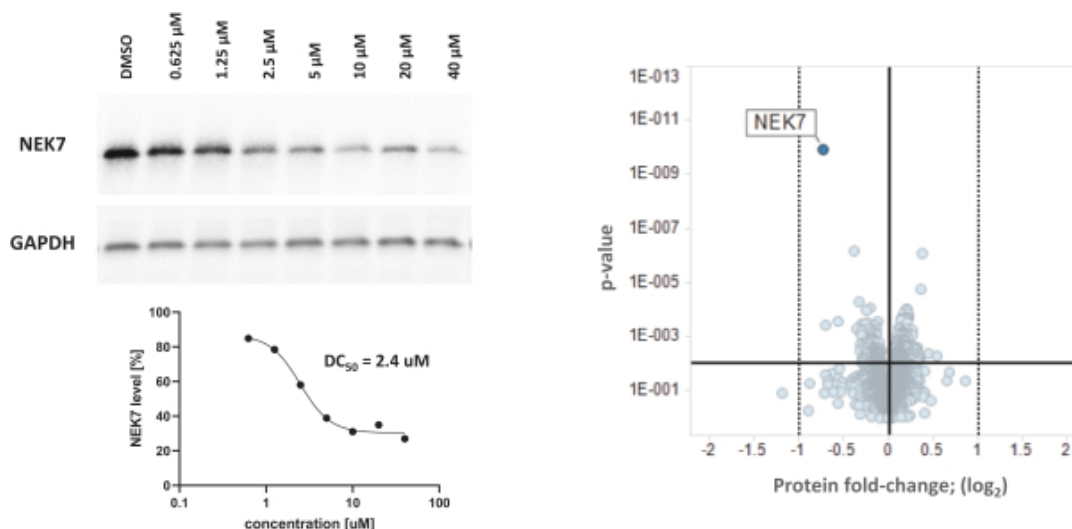 DMSO
0.625 µM
1.25 µM
2.5 µM
5 µM
10 µM
20 µM
40 µM
NEK7
GAPDH
100
80
60
40
20
0
NEK7 level [%]
DC₅₀ = 2.4 uM
0.1 1 10 100
concentration [uM]
1E-013
1E-011
1E-009
1E-007
1E-005
1E-003
1E-001
p-value
NEK7
-2 -1.5 -1 -0.5 0 0.5 1 1.5 2
Protein fold-change; (log₂)